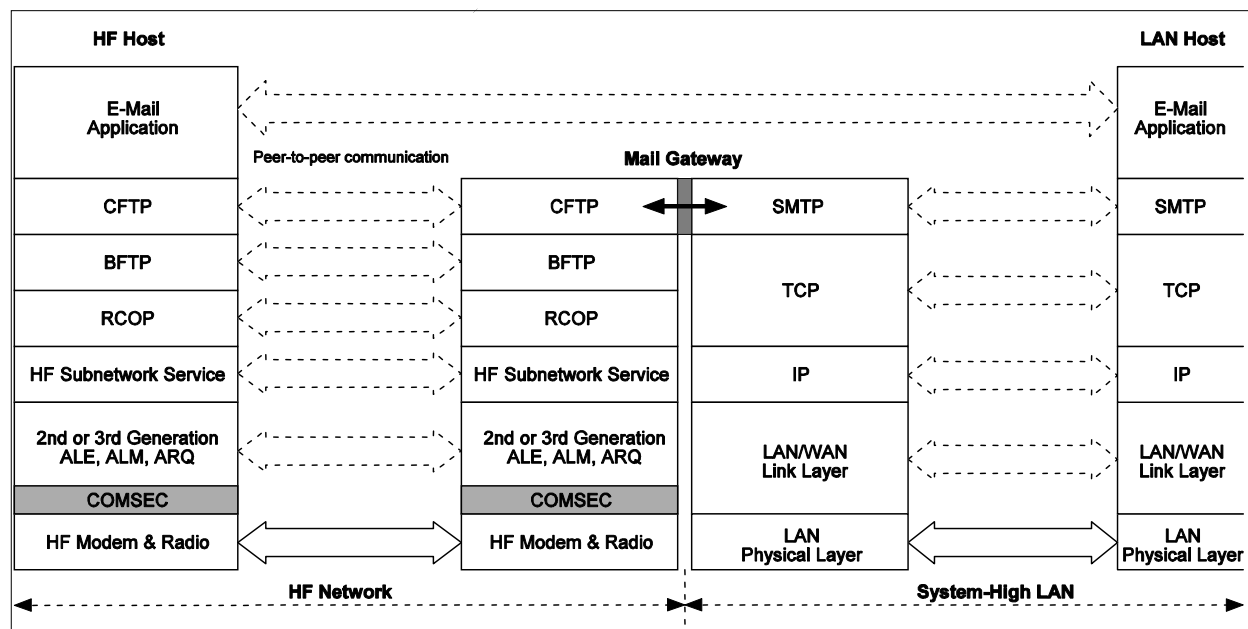 HF Host
LAN Host
E-Mail
Application
E-Mail
Application
Peer-to-peer communication
Mail Gateway
CFTP
CFTP
SMTP
SMTP
BFTP
BFTP
TCP
TCP
RCOP
RCOP
HF Subnetwork Service
HF Subnetwork Service
IP
IP
2nd or 3rd Generation
ALE, ALM, ARQ
2nd or 3rd Generation
ALE, ALM, ARQ
LAN/WAN
Link Layer
LAN/WAN
Link Layer
COMSEC
COMSEC
HF Modem & Radio
HF Modem & Radio
LAN
Physical Layer
LAN
Physical Layer
HF Network
System-High LAN